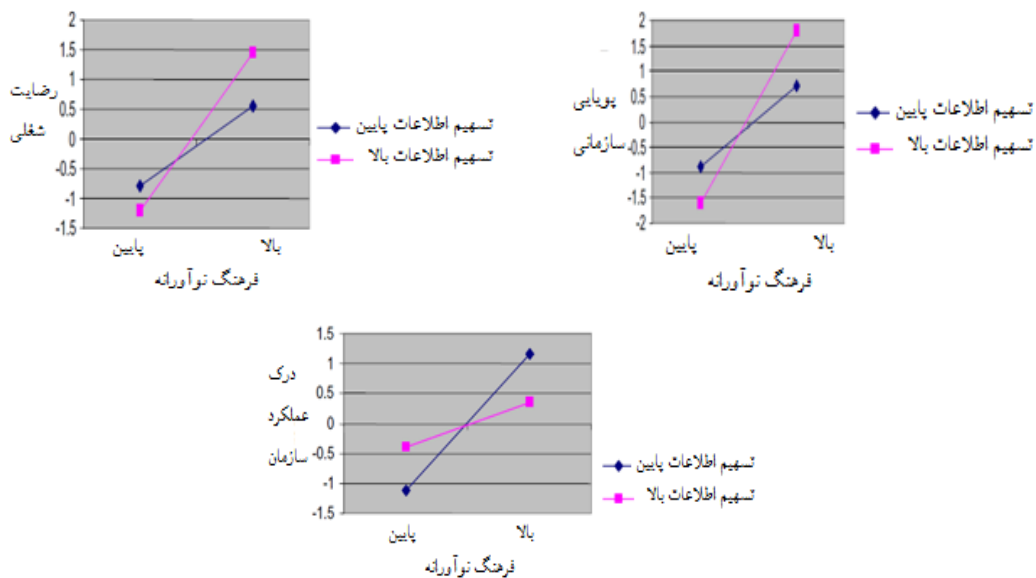 2
1.5
1
0.5
0
-0.5
-1
-1.5
رضایت
شغلی
پایین
بالا
فرهنگ نوآورانه
تسهیم اطلاعات پایین
تسهیم اطلاعات بالا
2
1.5
1
0.5
0
-0.5
-1
-1.5
-2
پویایی
سازمانی
پایین
بالا
فرهنگ نوآورانه
تسهیم اطلاعات پایین
تسهیم اطلاعات بالا
1.5
1
0.5
0
-0.5
-1
-1.5
درک
عملکرد
سازمان
پایین
بالا
فرهنگ نوآورانه
تسهیم اطلاعات پایین
تسهیم اطلاعات بالا